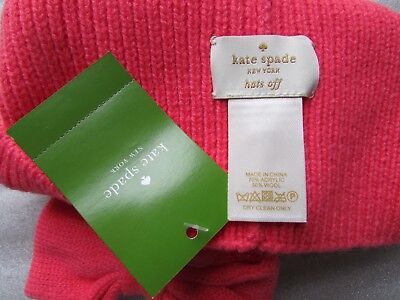 kate spade
NEW YORK
hats off
MADE IN CHINA
70% ACRYLIC
30% WOOL
DRY CLEAN ONLY
kate spade
NEW YORK